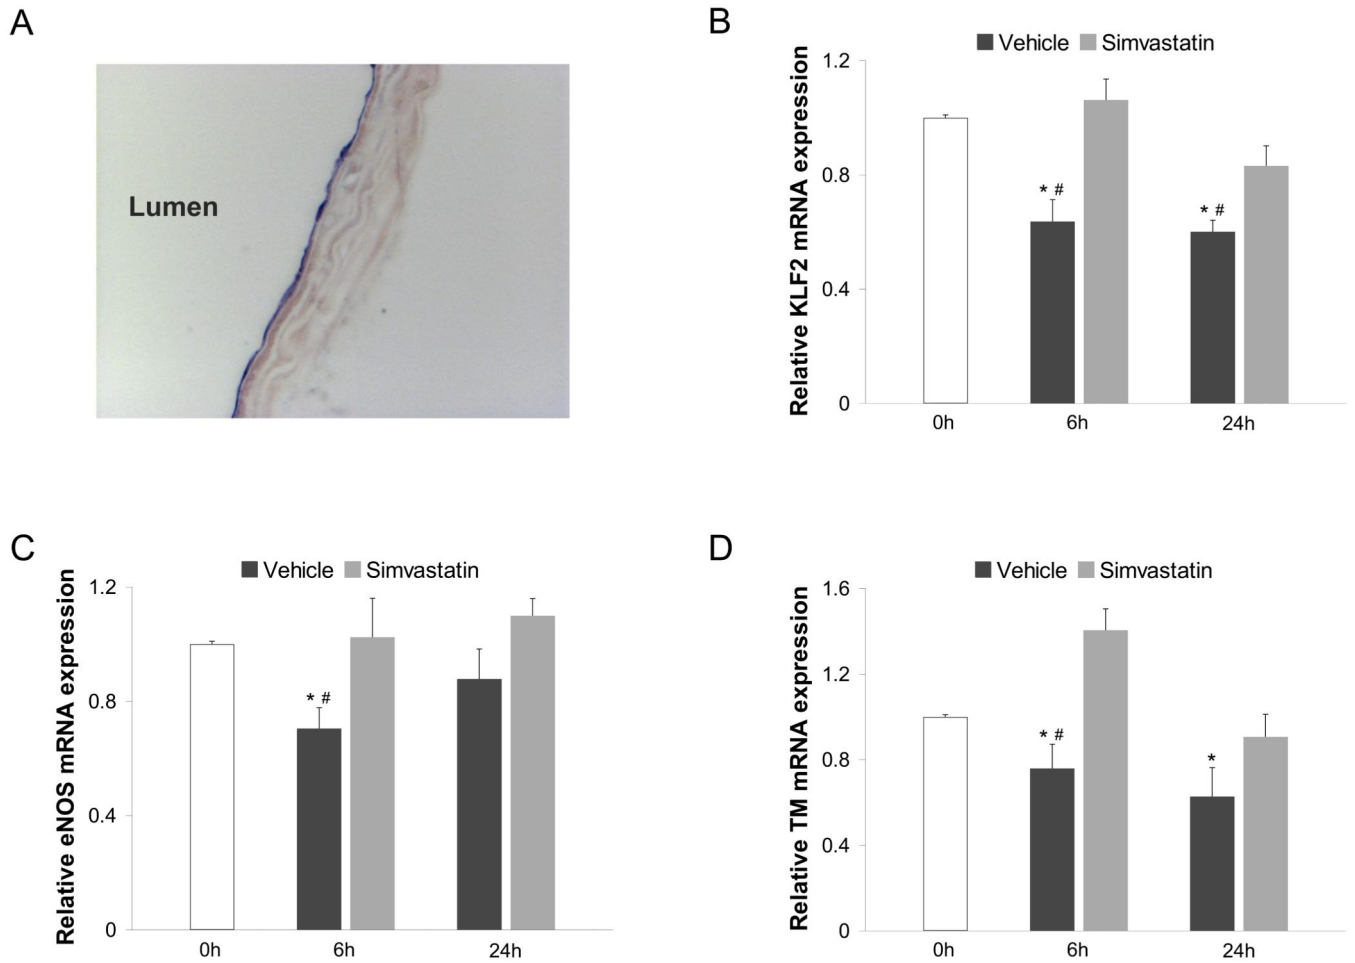 A
Lumen
B
Vehicle Simvastatin
Relative KLF2 mRNA expression
1.2
0.8
0.4
0
* #
* #
0h 6h 24h
C
Vehicle Simvastatin
Relative eNOS mRNA expression
1.2
0.8
0.4
0
* #
0h 6h 24h
D
Vehicle Simvastatin
Relative TM mRNA expression
1.6
1.2
0.8
0.4
0
* #
*
0h 6h 24h